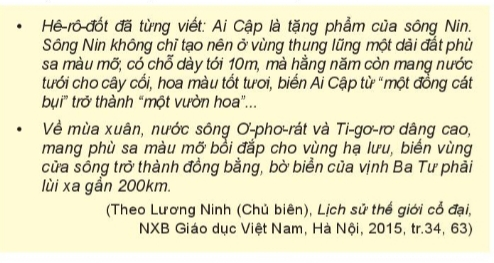 • Hê-rô-đốt đã từng viết: Ai Cập là tặng phẩm của sông Nin.
Sông Nin không chỉ tạo nên ở vùng thung lũng một dải đất phù
sa màu mỡ, có chỗ dày tới 10m, mà hằng năm còn mang nước
tưới cho cây cối, hoa màu tốt tươi, biến Ai Cập từ “một đồng cát
bụi” trở thành “một vườn hoa”...
• Về mùa xuân, nước sông Ơ-phơ-rát và Ti-gơ-rơ dâng cao,
mang phù sa màu mỡ bồi đắp cho vùng hạ lưu, biến vùng
cửa sông trở thành đồng bằng, bờ biển của vịnh Ba Tư phải
lùi xa gần 200km.
(Theo Lương Ninh (Chủ biên), Lịch sử thế giới cổ đại,
NXB Giáo dục Việt Nam, Hà Nội, 2015, tr.34, 63)